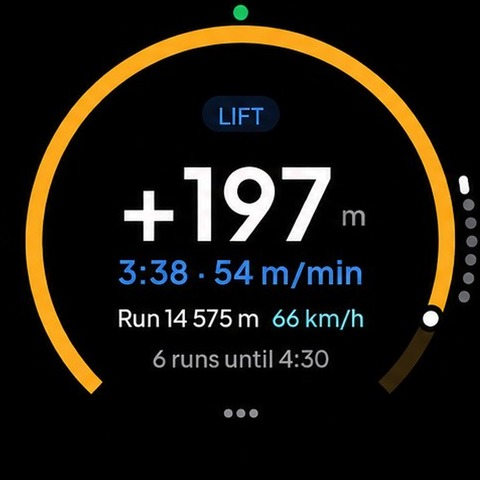 LIFT
+197 m
3:38 · 54 m/min
Run 14 575 m 66 km/h
6 runs until 4:30